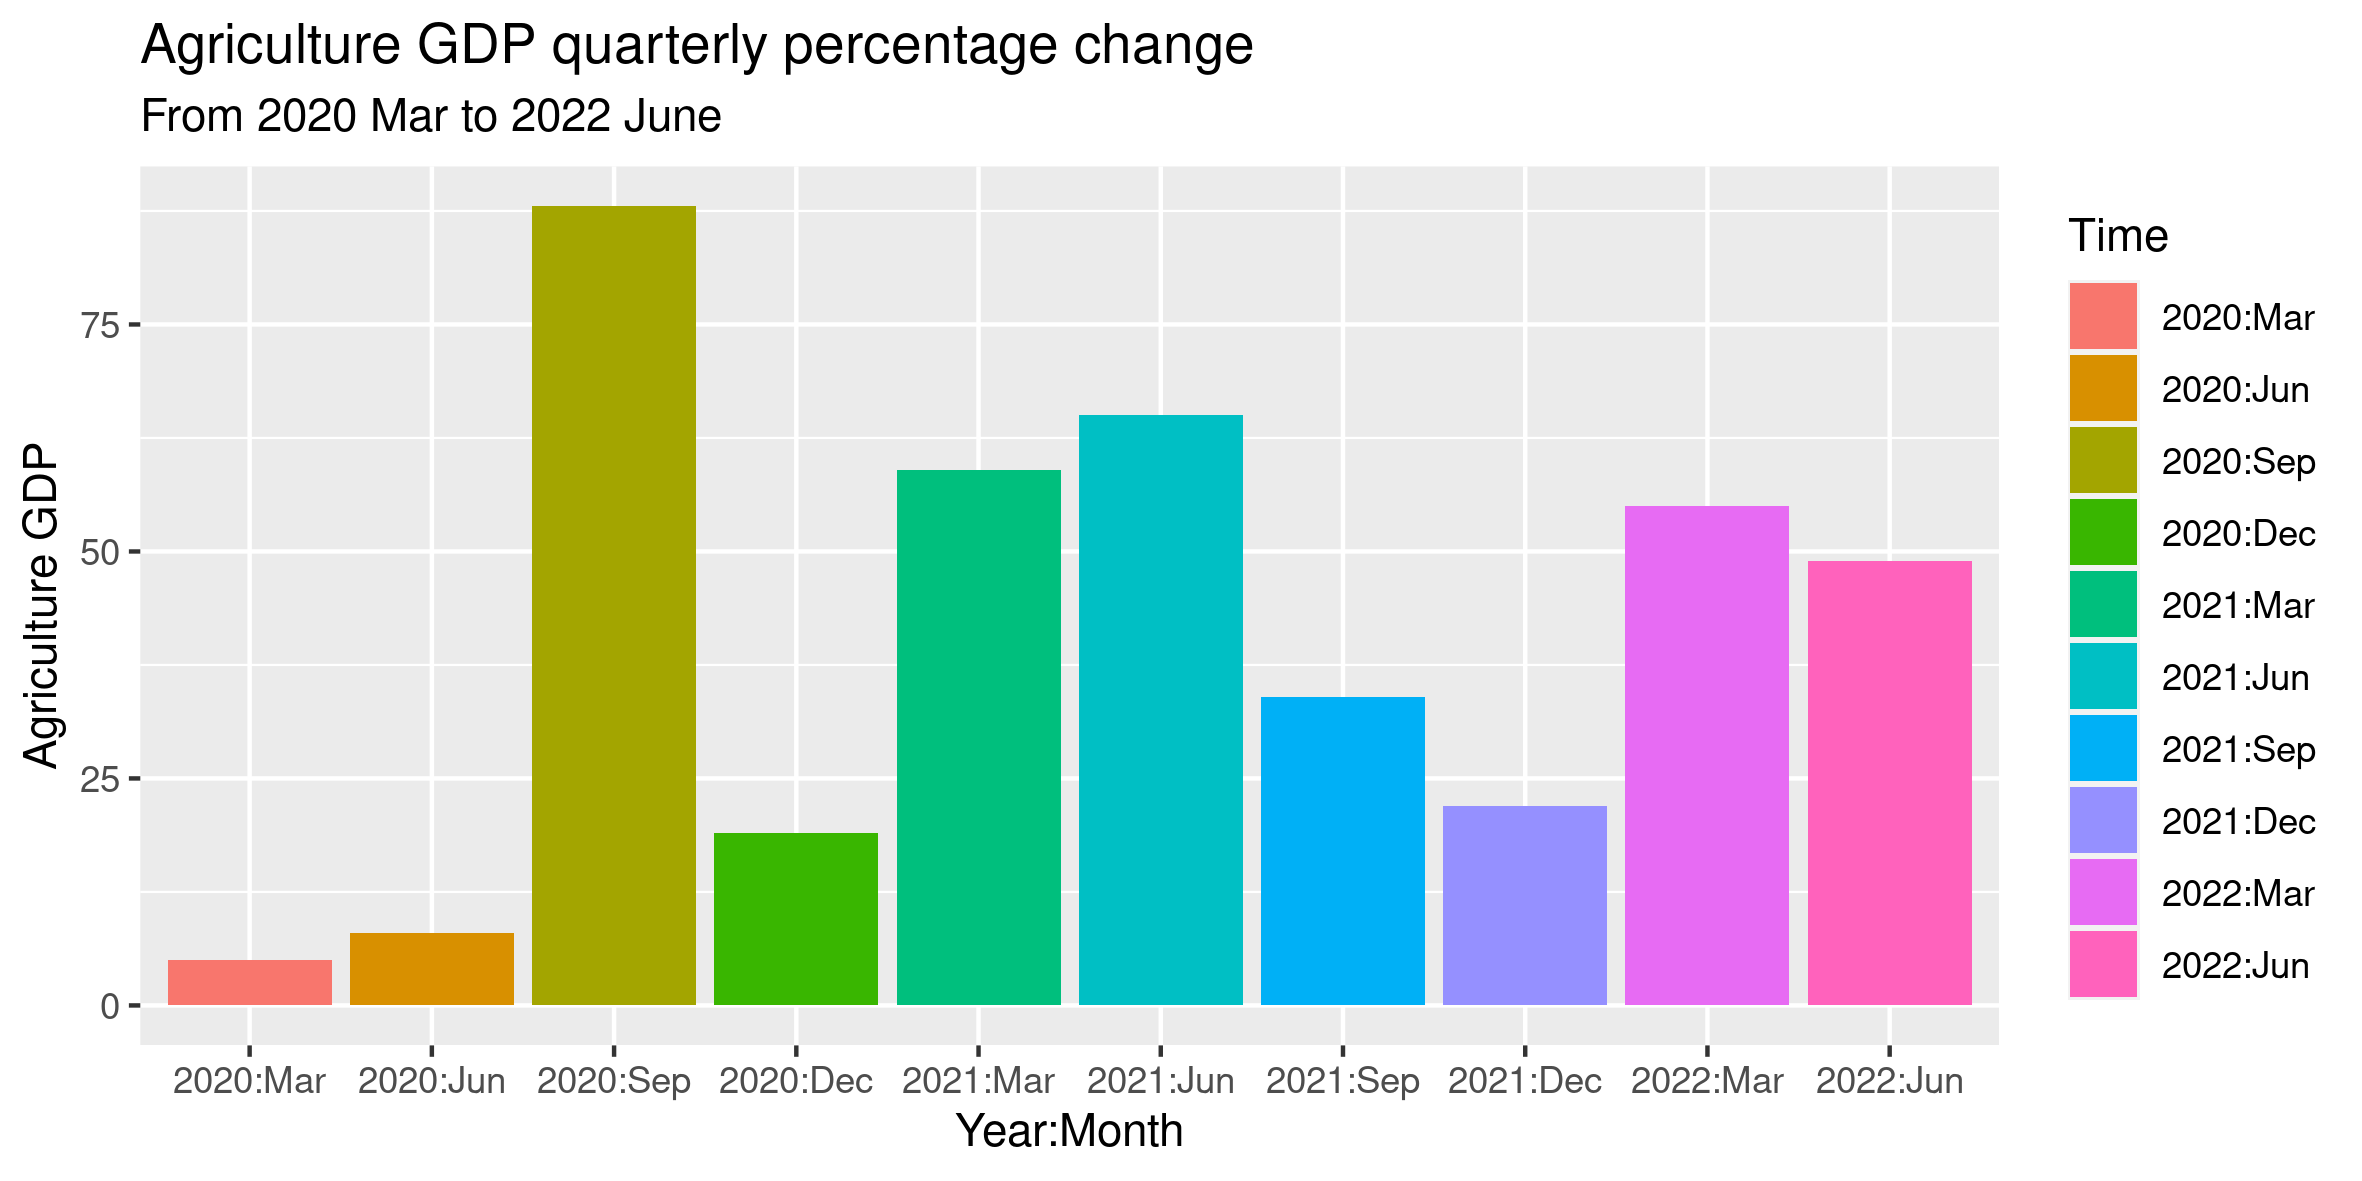 Agriculture GDP quarterly percentage change
From 2020 Mar to 2022 June
Agriculture GDP
75
50
25
0
2020:Mar 2020:Jun 2020:Sep 2020:Dec 2021:Mar 2021:Jun 2021:Sep 2021:Dec 2022:Mar 2022:Jun
Year:Month
Time
2020:Mar
2020:Jun
2020:Sep
2020:Dec
2021:Mar
2021:Jun
2021:Sep
2021:Dec
2022:Mar
2022:Jun